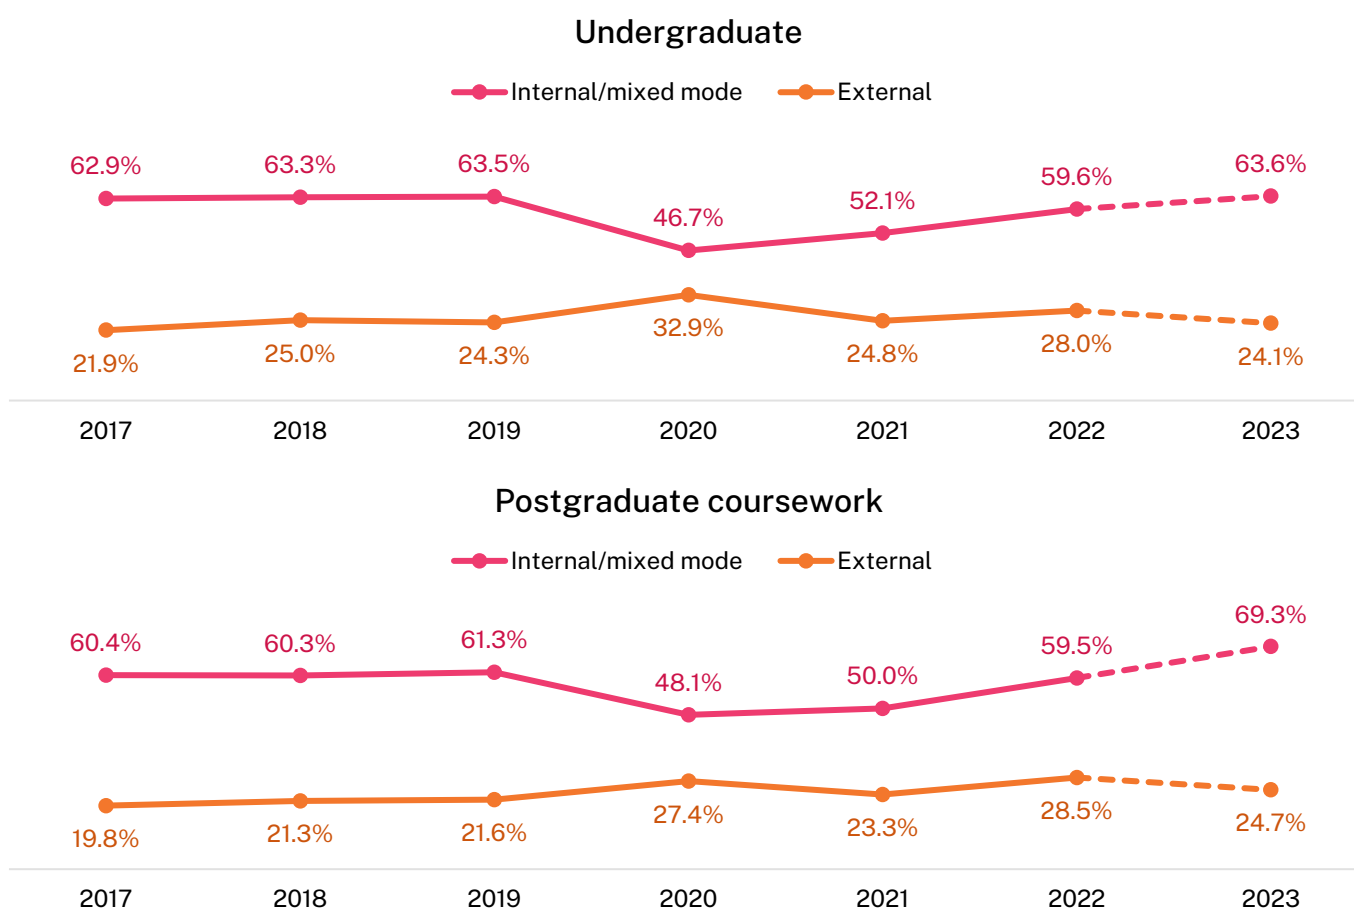 Undergraduate
Internal/mixed mode External
62.9% 63.3% 63.5% 46.7% 52.1% 59.6% 63.6%
21.9% 25.0% 24.3% 32.9% 24.8% 28.0% 24.1%
2017 2018 2019 2020 2021 2022 2023
Postgraduate coursework
Internal/mixed mode External
60.4% 60.3% 61.3% 48.1% 50.0% 59.5% 69.3%
19.8% 21.3% 21.6% 27.4% 23.3% 28.5% 24.7%
2017 2018 2019 2020 2021 2022 2023